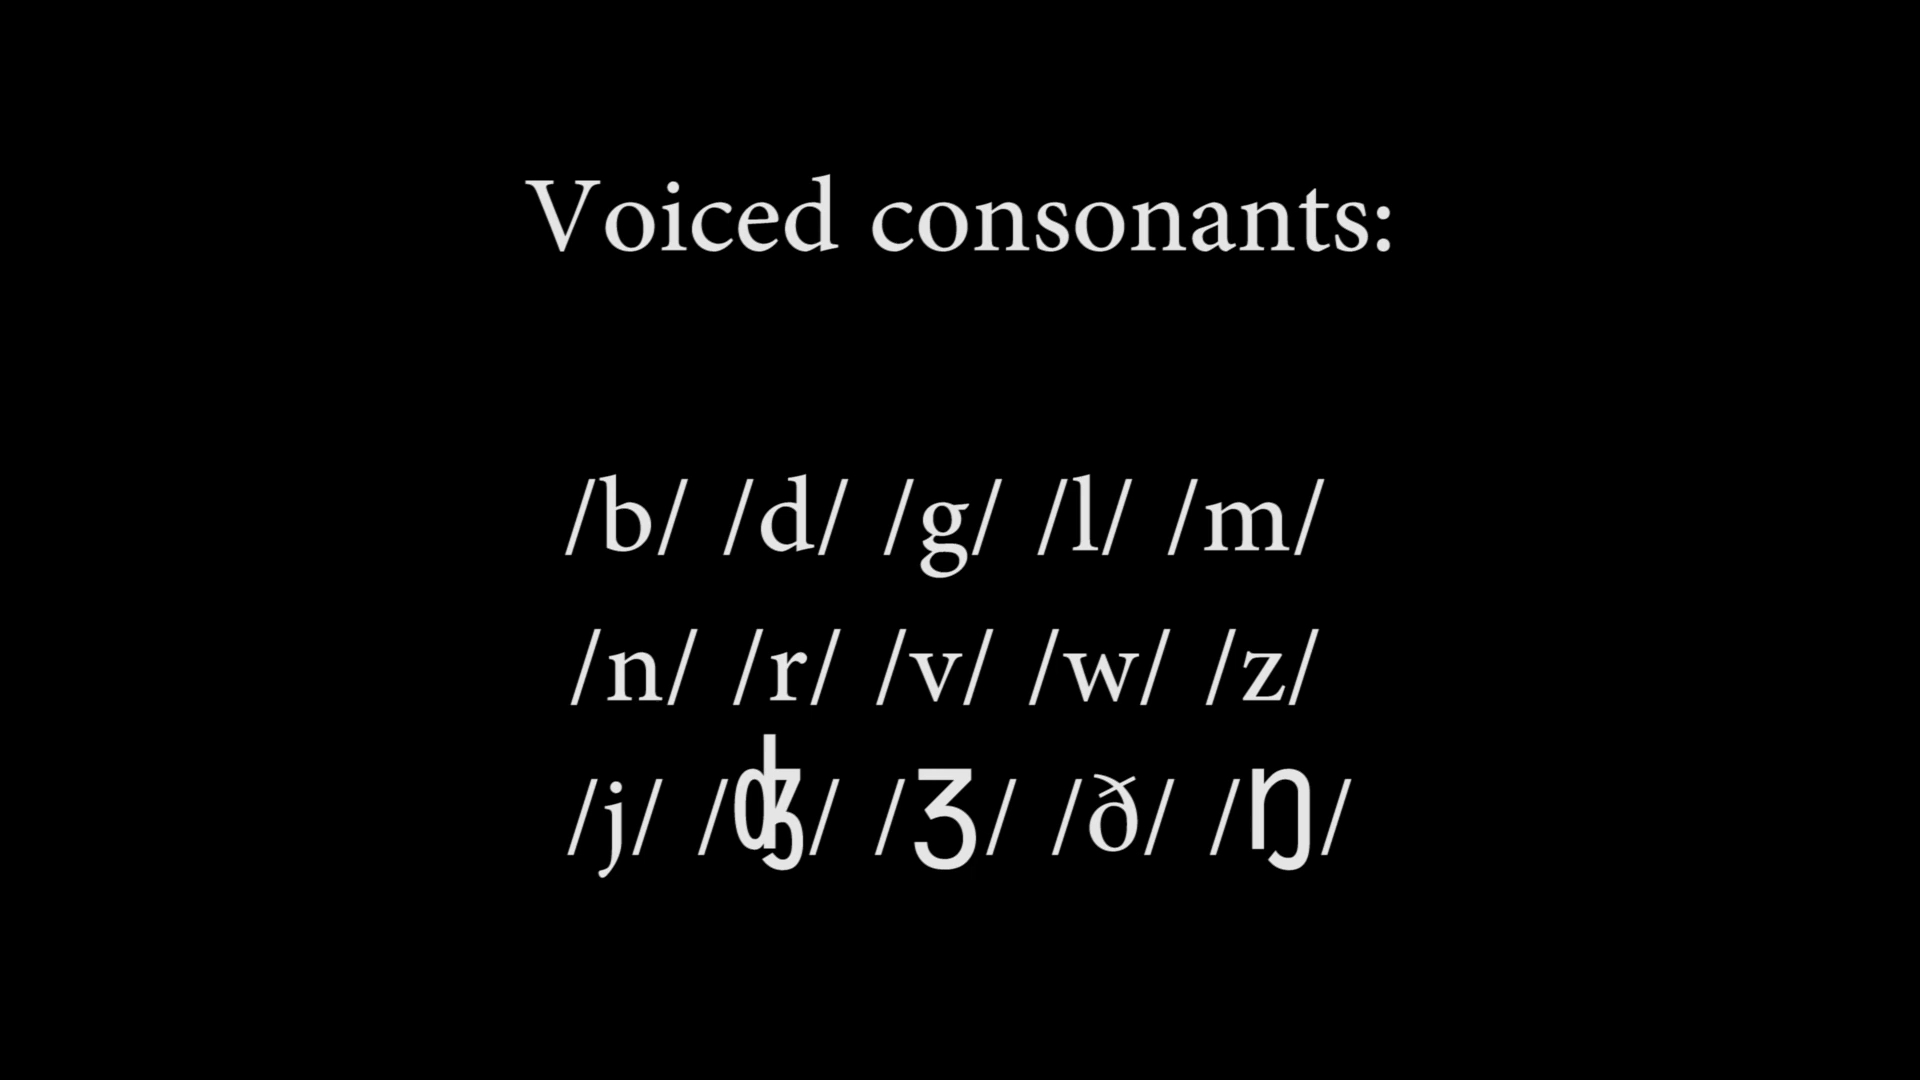 Voiced consonants:
/b/ /d/ /g/ /l/ /m/
/n/ /r/ /v/ /w/ /z/
/j/ /ʤ/ /ʒ/ /ð/ /ŋ/